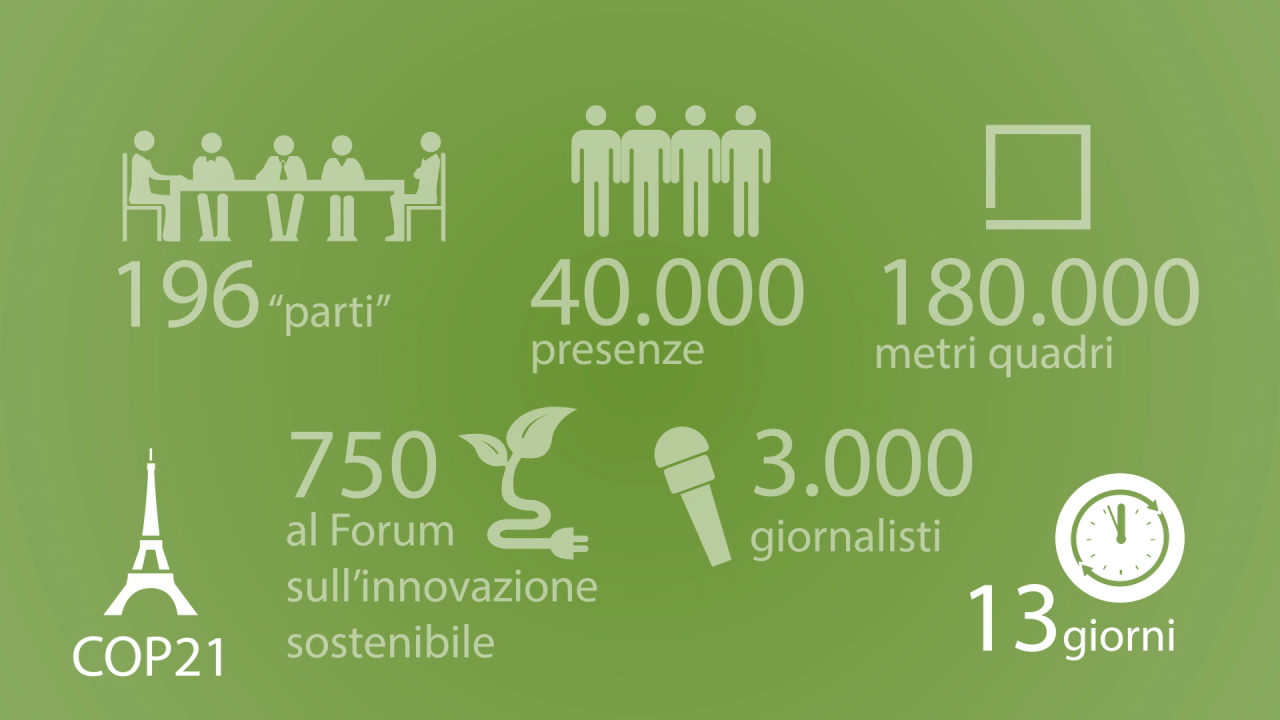 196 “parti”
40.000
presenze
180.000
metri quadri
750
al Forum
sull’innovazione
sostenibile
3.000
giornalisti
COP21
13 giorni